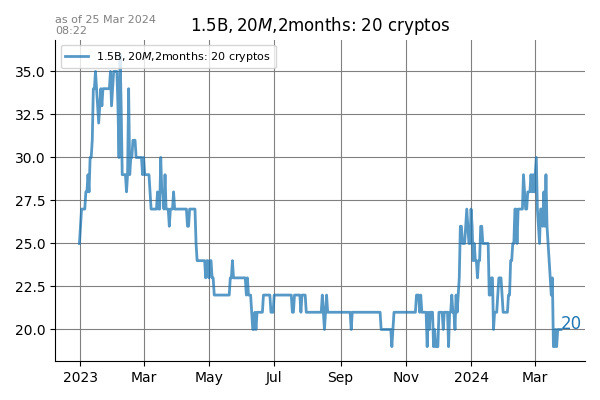 as of 25 Mar 2024
08:22
1.5B, 20M,2months: 20 cryptos
1.5B, 20M,2months: 20 cryptos
35.0
32.5
30.0
27.5
25.0
22.5
20.0
20
2023
Mar
May
Jul
Sep
Nov
2024
Mar